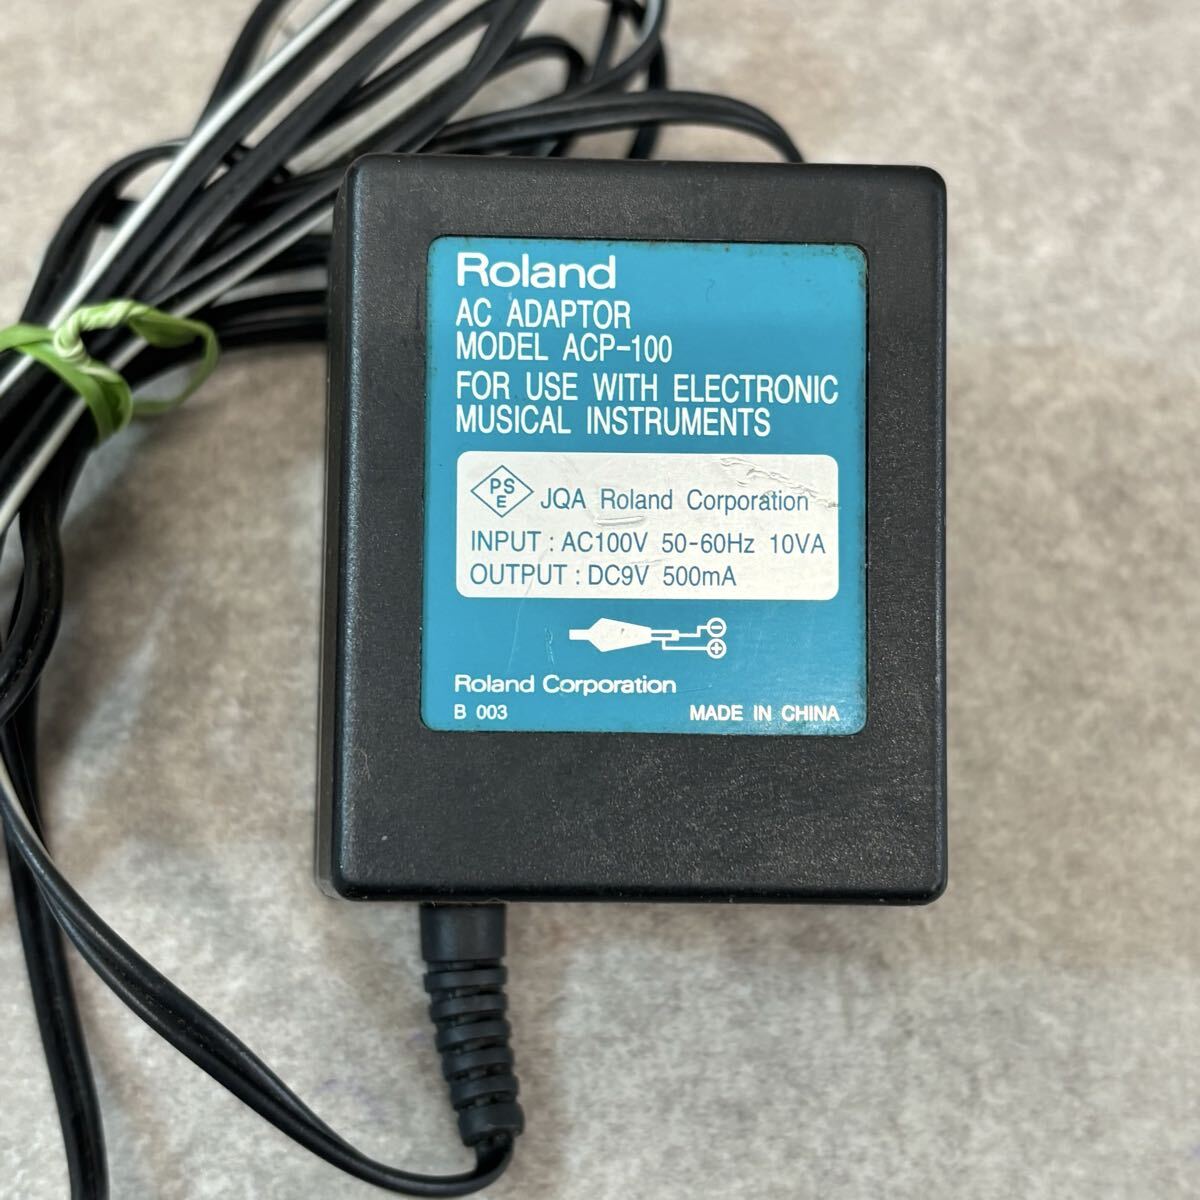 Roland
AC ADAPTOR
MODEL ACP-100
FOR USE WITH ELECTRONIC
MUSICAL INSTRUMENTS
PS
E
JQA Roland Corporation
INPUT : AC100V 50-60Hz 10VA
OUTPUT : DC9V 500mA
Roland Corporation
B 003 MADE IN CHINA